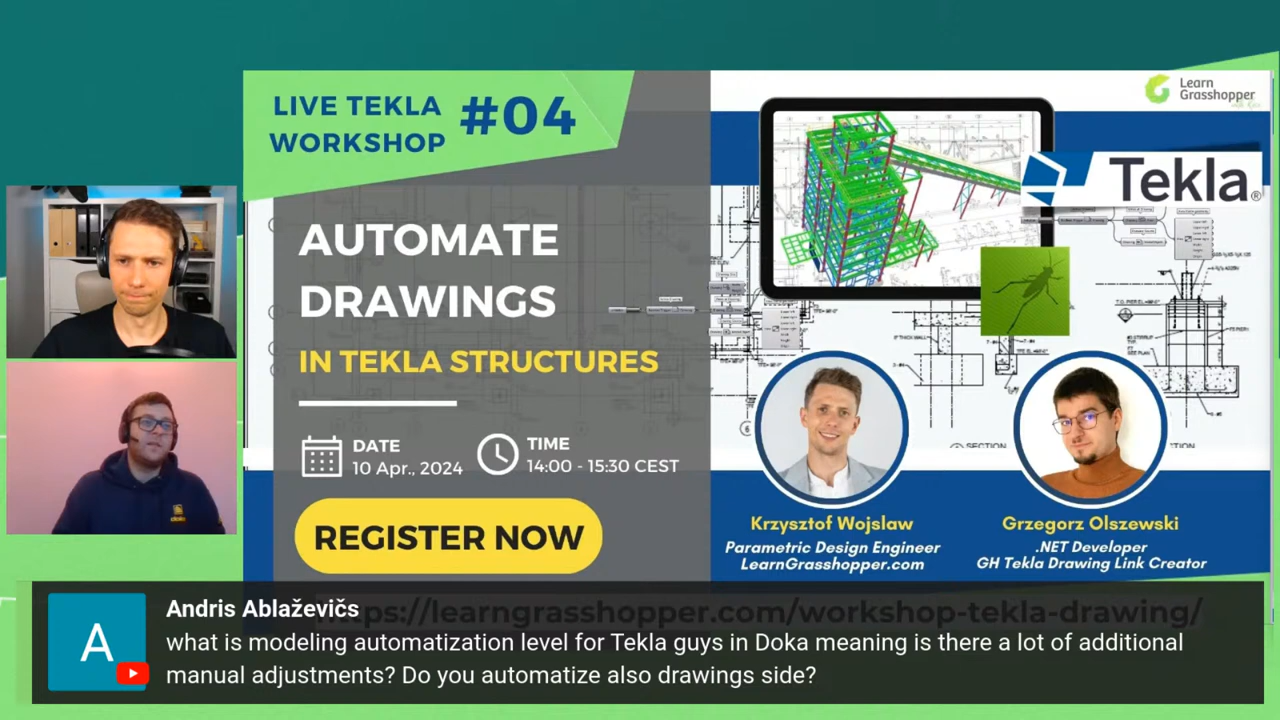 LIVE TEKLA
WORKSHOP
#04
Learn
Grasshopper
Tekla®
AUTOMATE
DRAWINGS
IN TEKLA STRUCTURES
DATE
10 Apr., 2024
TIME
14:00 - 15:30 CEST
REGISTER NOW
Krzysztof Wojslaw
Parametric Design Engineer
LearnGrasshopper.com
Grzegorz Olszewski
.NET Developer
GH Tekla Drawing Link Creator
https://learngrasshopper.com/workshop-tekla-drawing/
A
Andris Ablaževičs
what is modeling automatization level for Tekla guys in Doka meaning is there a lot of additional
manual adjustments? Do you automatize also drawings side?